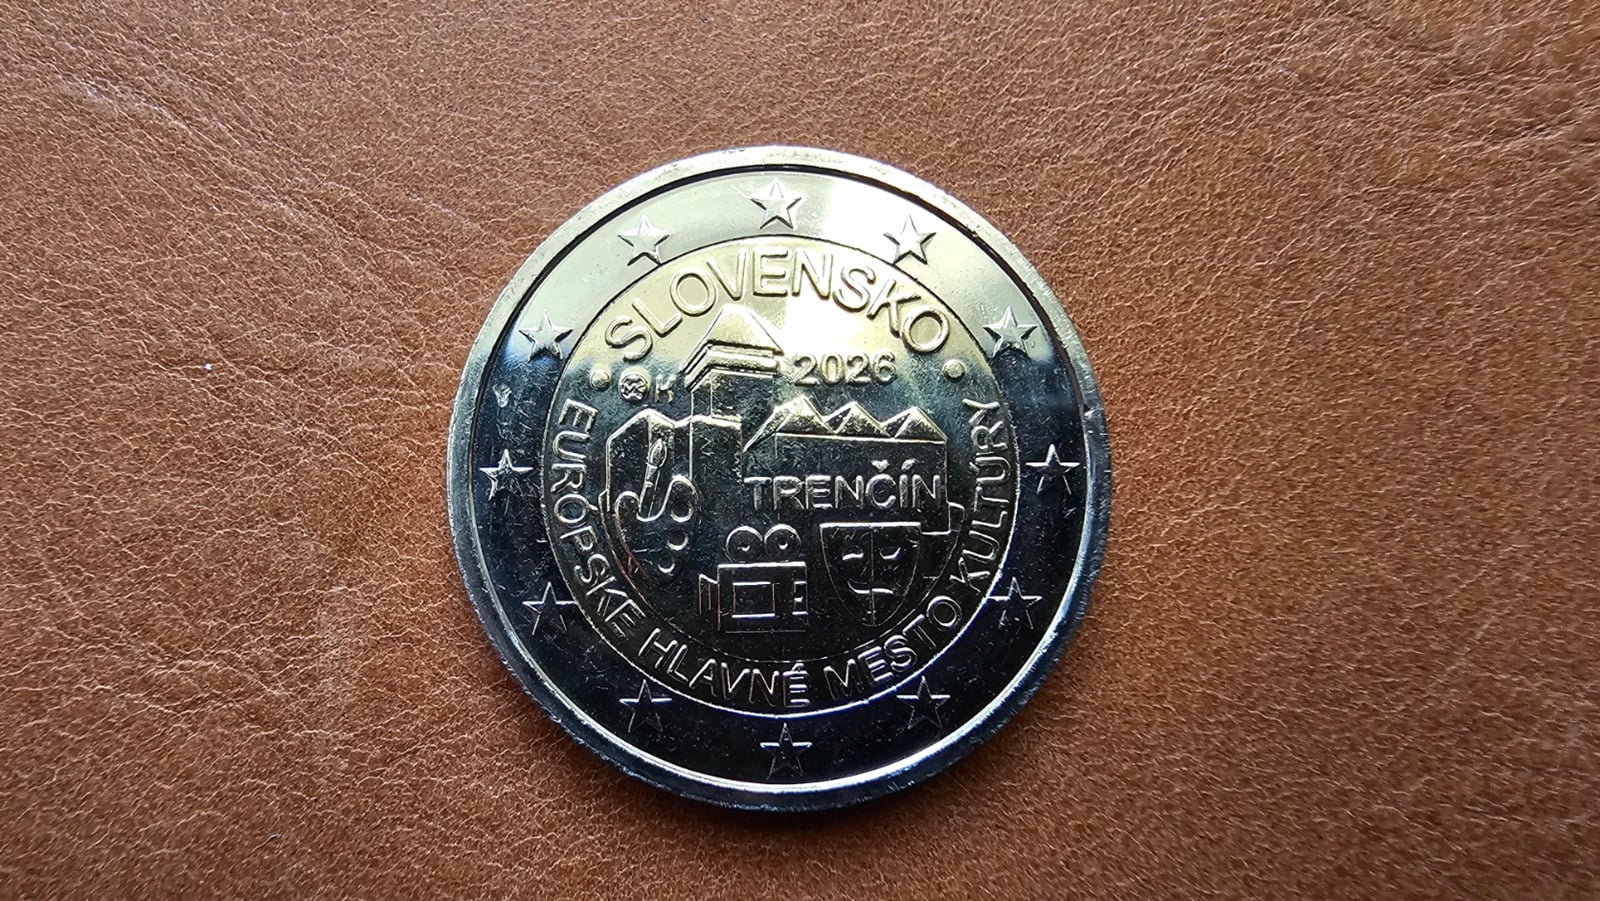 SLOVENSKO
2026
K
TRENČÍN
EURÓPSKE HLAVNÉ MESTO KULTÚRY